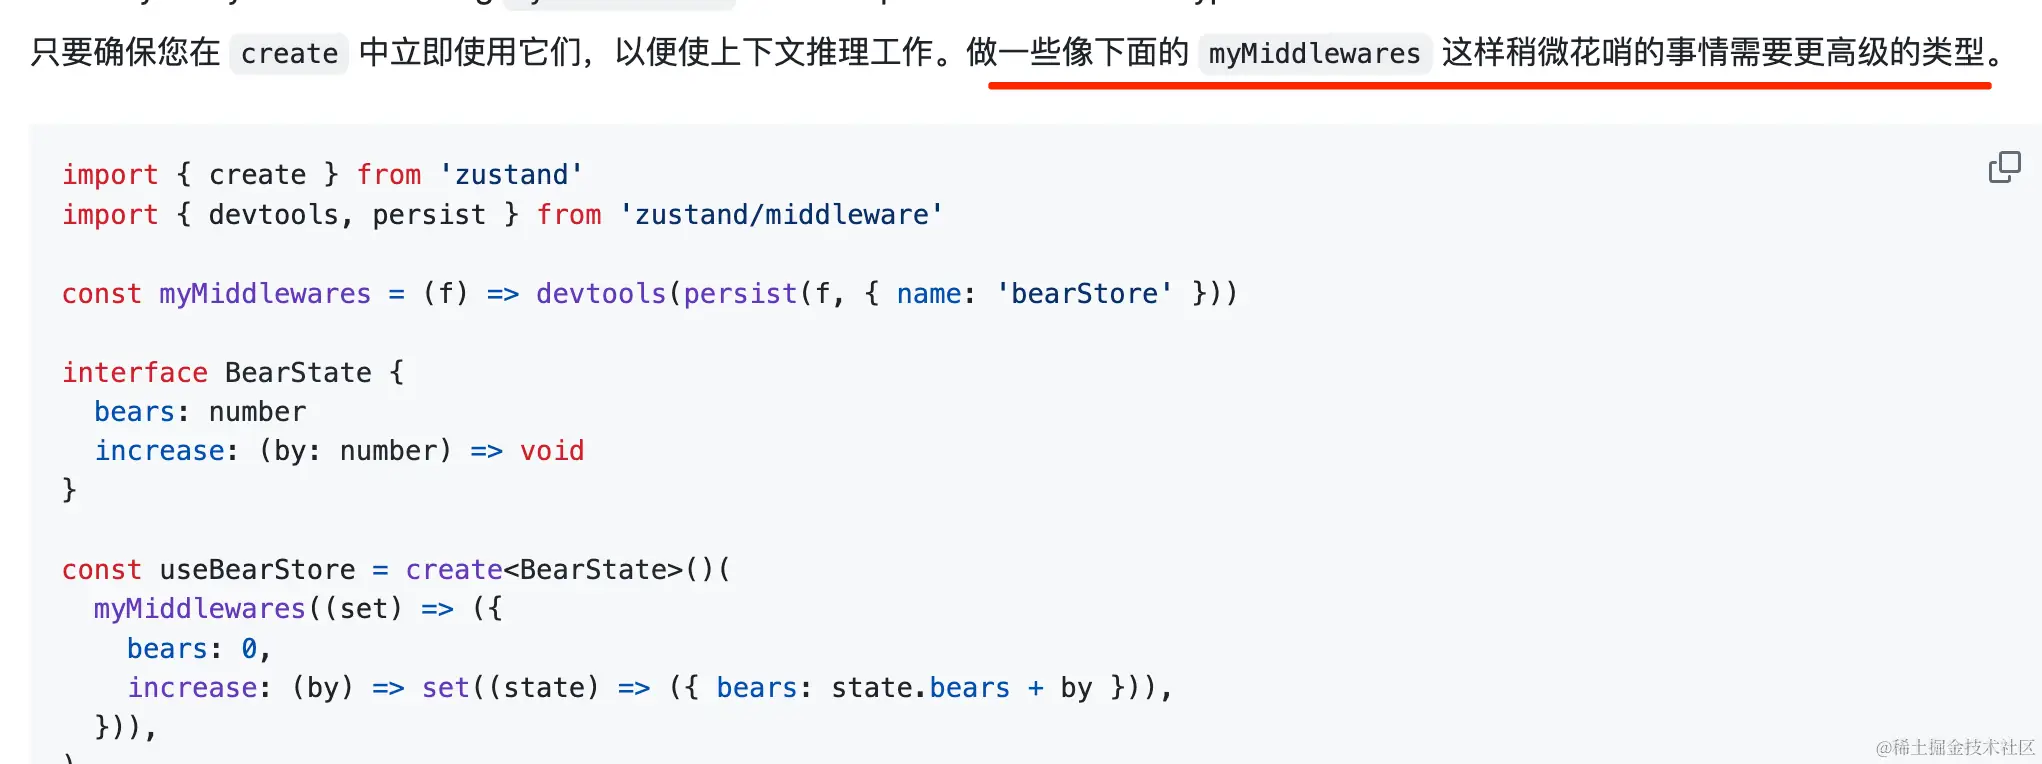 只要确保您在 create 中立即使用它们，以便使上下文推理工作。做一些像下面的 myMiddlewares 这样稍微花哨的事情需要更高级的类型。
import { create } from 'zustand'
import { devtools, persist } from 'zustand/middleware'
const myMiddlewares = (f) => devtools(persist(f, { name: 'bearStore' }))
interface BearState {
  bears: number
  increase: (by: number) => void
}
const useBearStore = create<BearState>()(
  myMiddlewares((set) => ({
    bears: 0,
    increase: (by) => set((state) => ({ bears: state.bears + by })),
  })),
)
@稀土掘金技术社区